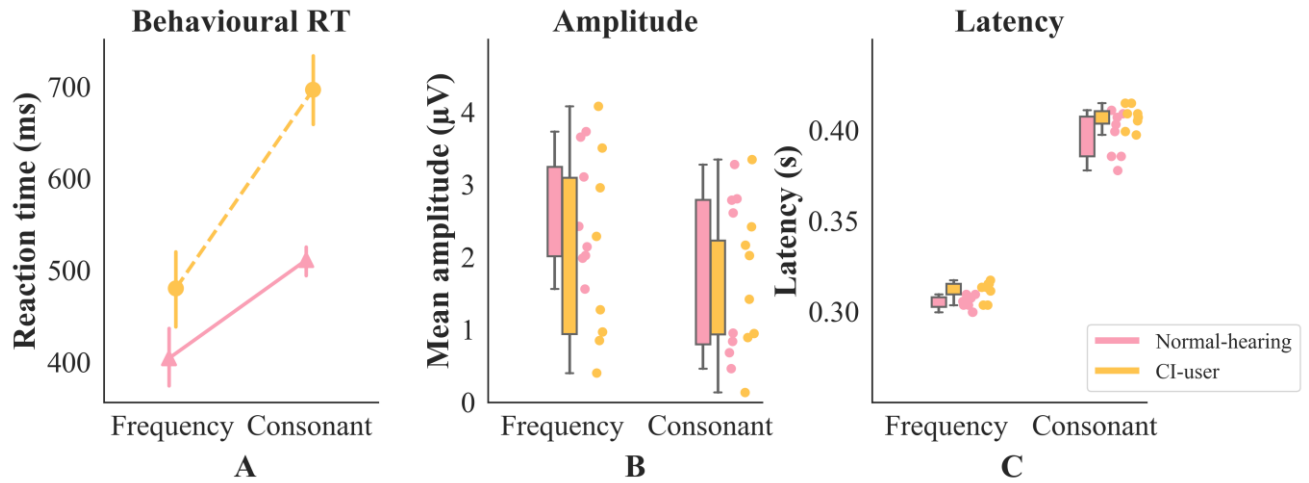 Behavioural RT
Reaction time (ms)
700
600
500
400
Frequency Consonant
A
Amplitude
Mean amplitude (μV)
4
3
2
1
0
Frequency Consonant
B
Latency
Latency (s)
0.40
0.35
0.30
Frequency Consonant
C
Normal-hearing
CI-user